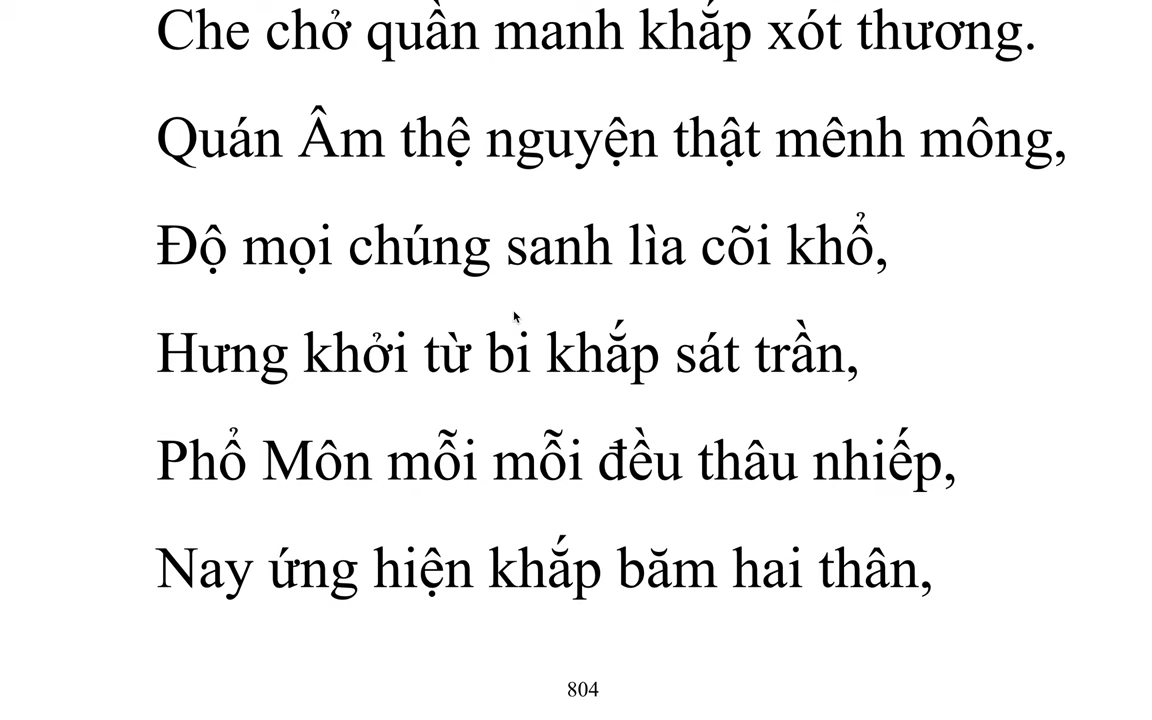 Che chở quần manh khắp xót thương.
Quán Âm thệ nguyện thật mênh mông,
Độ mọi chúng sanh lìa cõi khổ,
Hưng khởi từ bi khắp sát trần,
Phổ Môn mỗi mỗi đều thâu nhiếp,
Nay ứng hiện khắp băm hai thân,
804